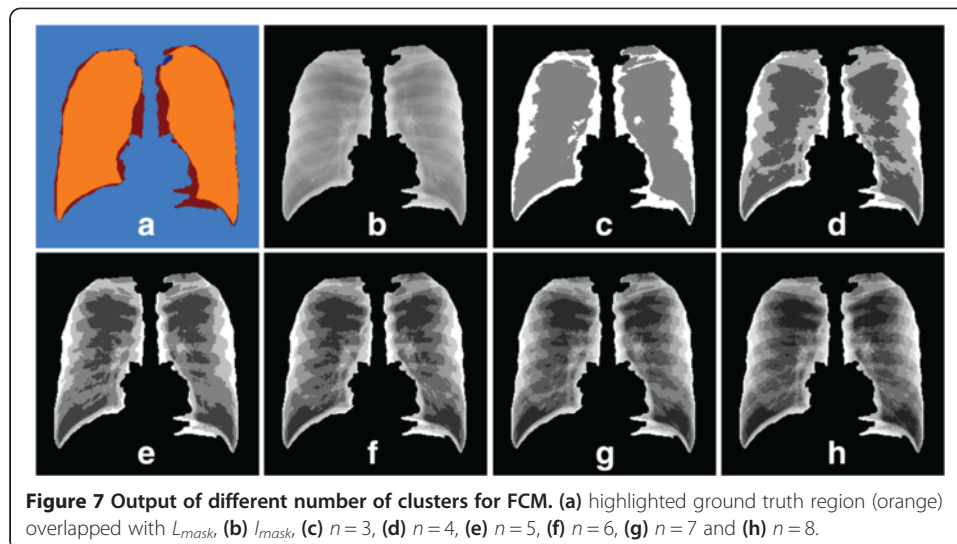 a
b
c
d
e
f
g
h
Figure 7 Output of different number of clusters for FCM. (a) highlighted ground truth region (orange)
overlapped with Lmask, (b) Imask, (c) n = 3, (d) n = 4, (e) n = 5, (f) n = 6, (g) n = 7 and (h) n = 8.